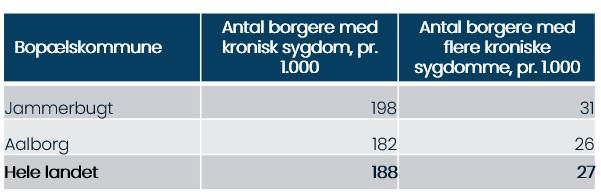 Bopælskommune
Antal borgere med
kronisk sygdom, pr.
1.000
Antal borgere med
flere kroniske
sygdomme, pr. 1.000
Jammerbugt 198 31
Aalborg 182 26
Hele landet 188 27